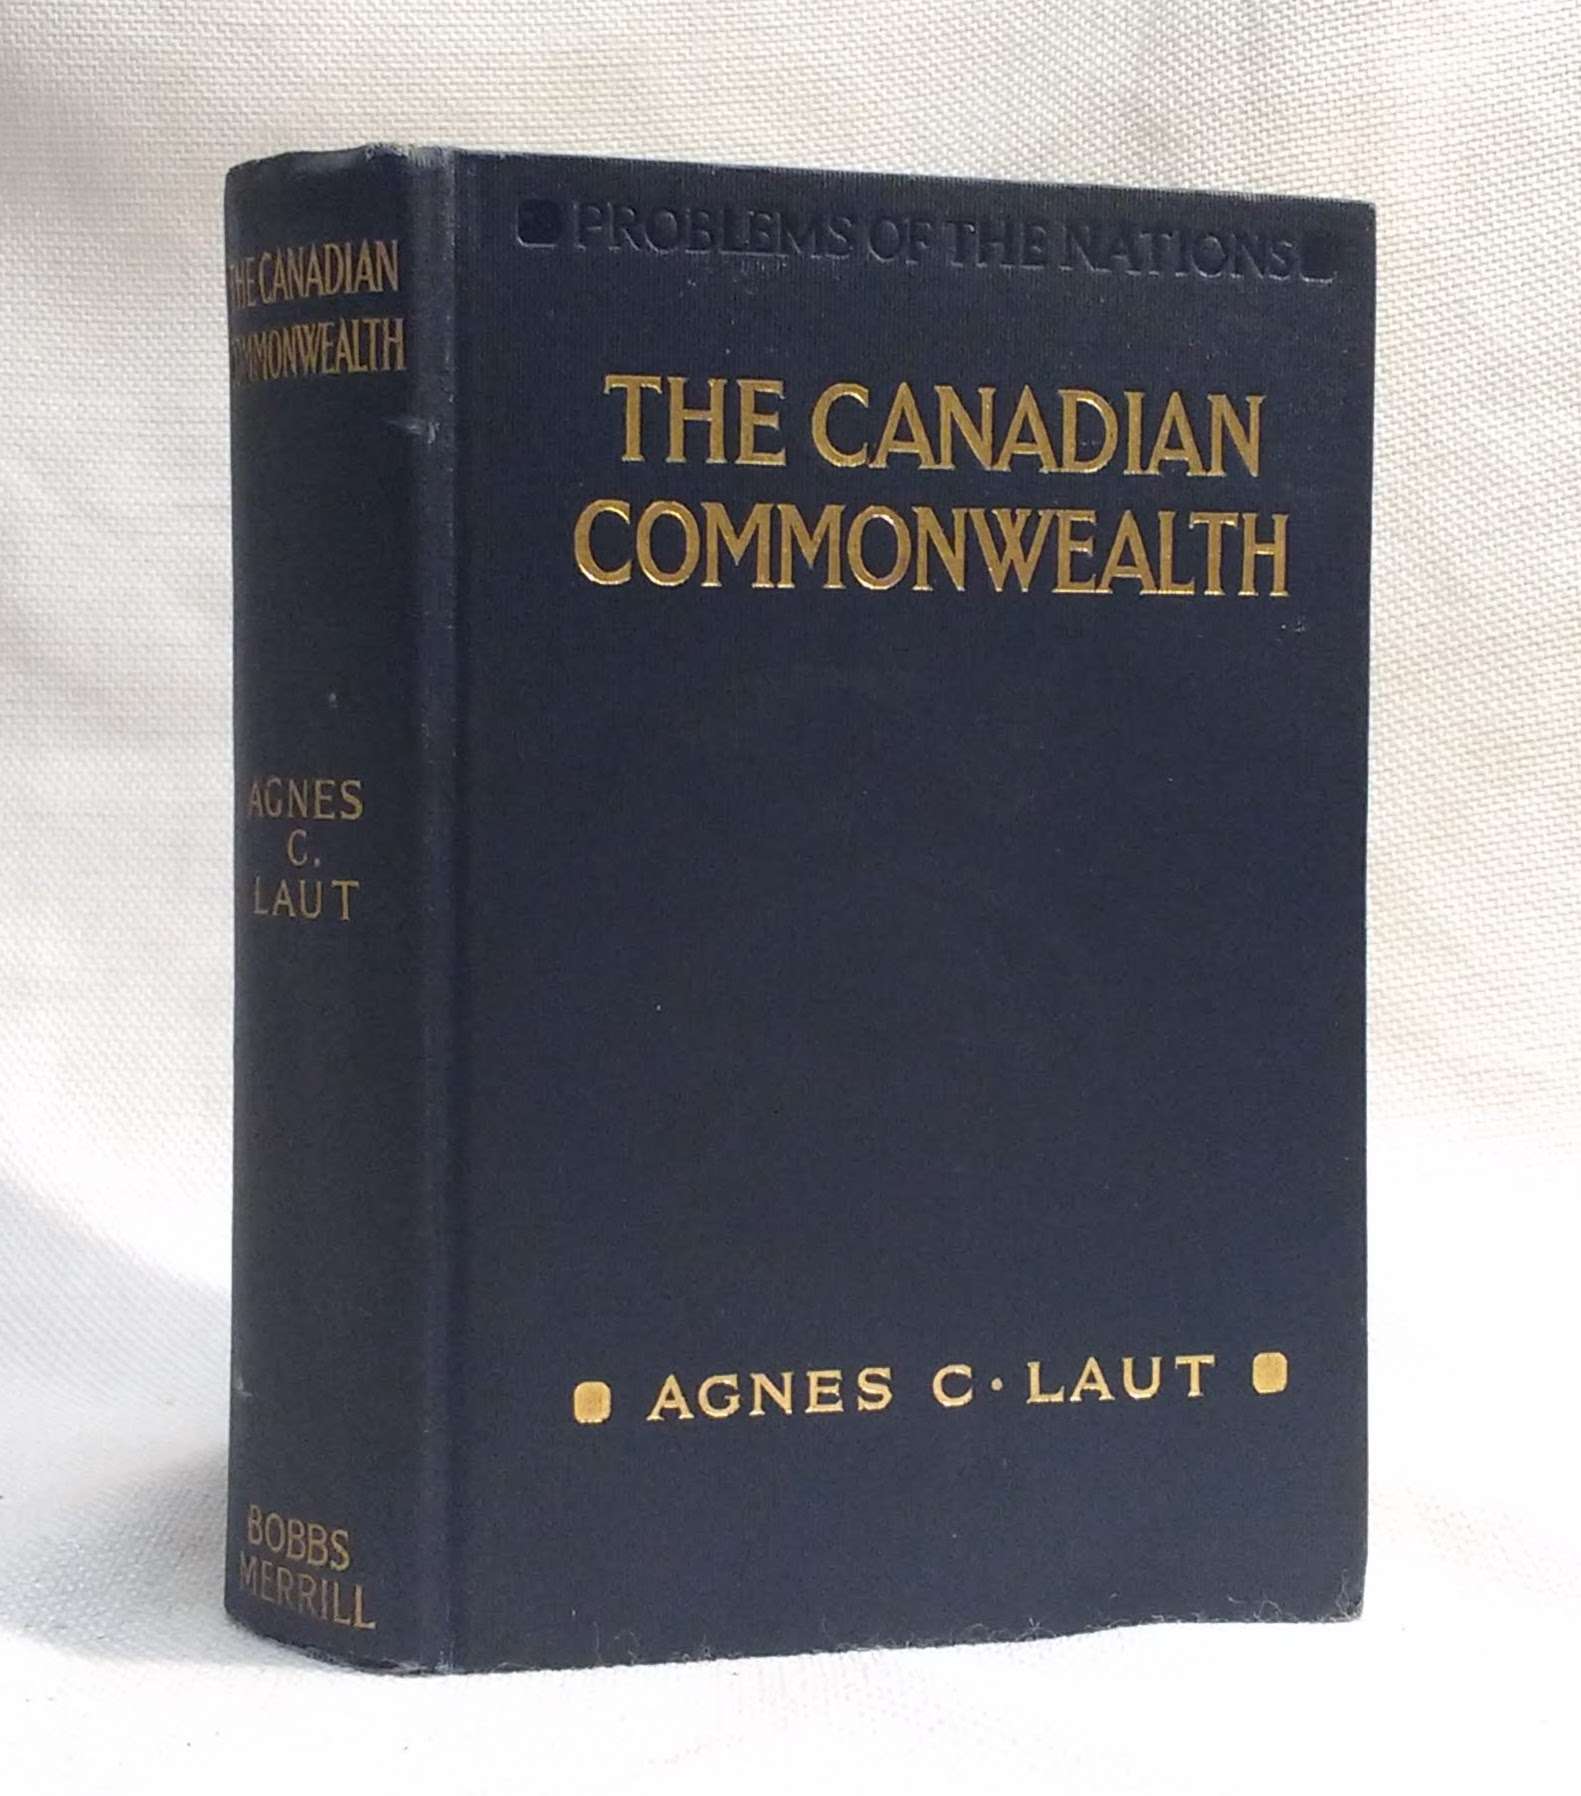 THE CANADIAN
COMMONWEALTH
AGNES
C.
LAUT
BOBBS
MERRILL
PROBLEMS OF THE NATIONS
THE CANADIAN
COMMONWEALTH
AGNES C. LAUT